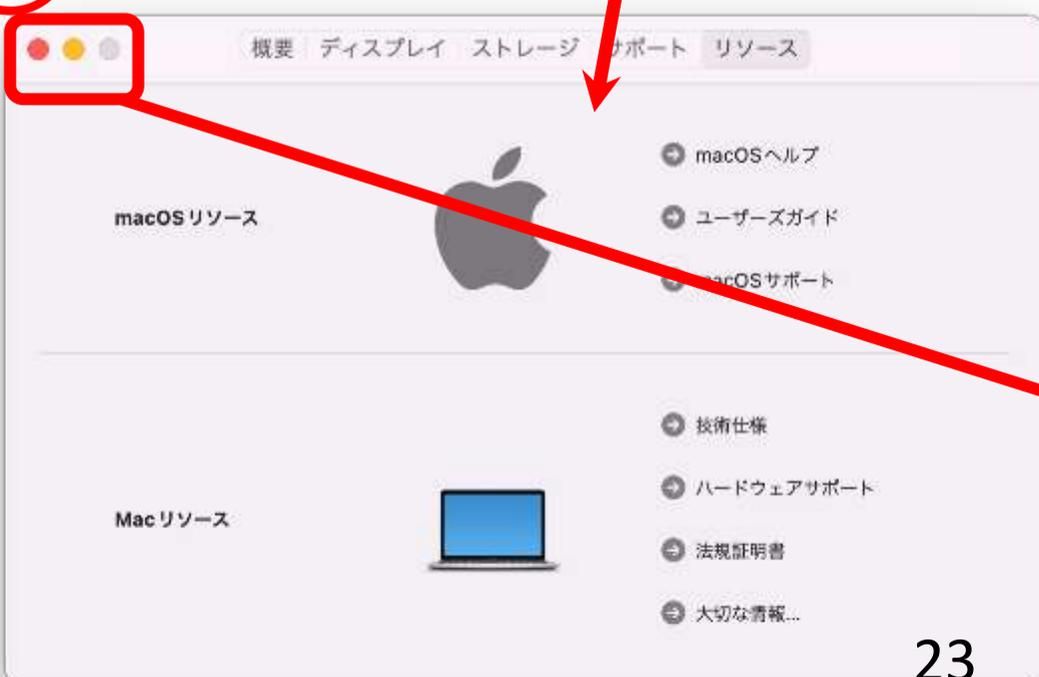 概要 ディスプレイ ストレージ サポート リソース
macOSリソース
macOSヘルプ
ユーザーズガイド
macOSサポート
Macリソース
技術仕様
ハードウェアサポート
法規証明書
大切な情報...
23